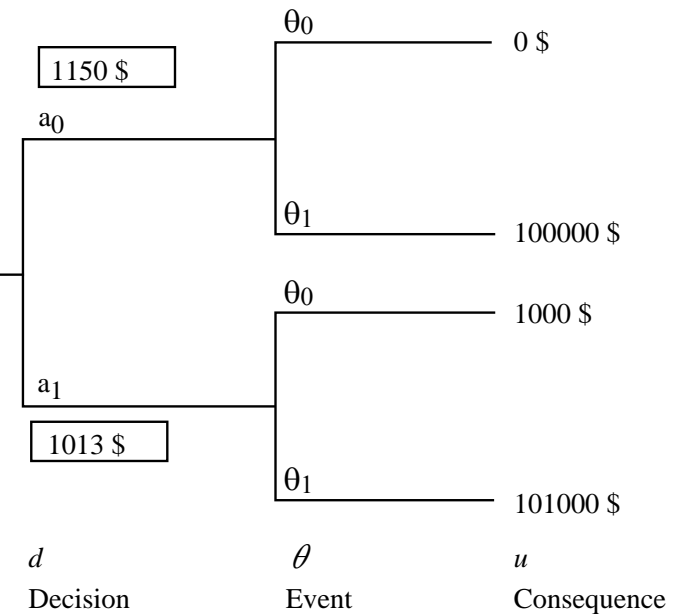 θ0
0 $
1150 $
a0
θ1
100000 $
θ0
1000 $
a1
1013 $
θ1
101000 $
d θ u
Decision Event Consequence